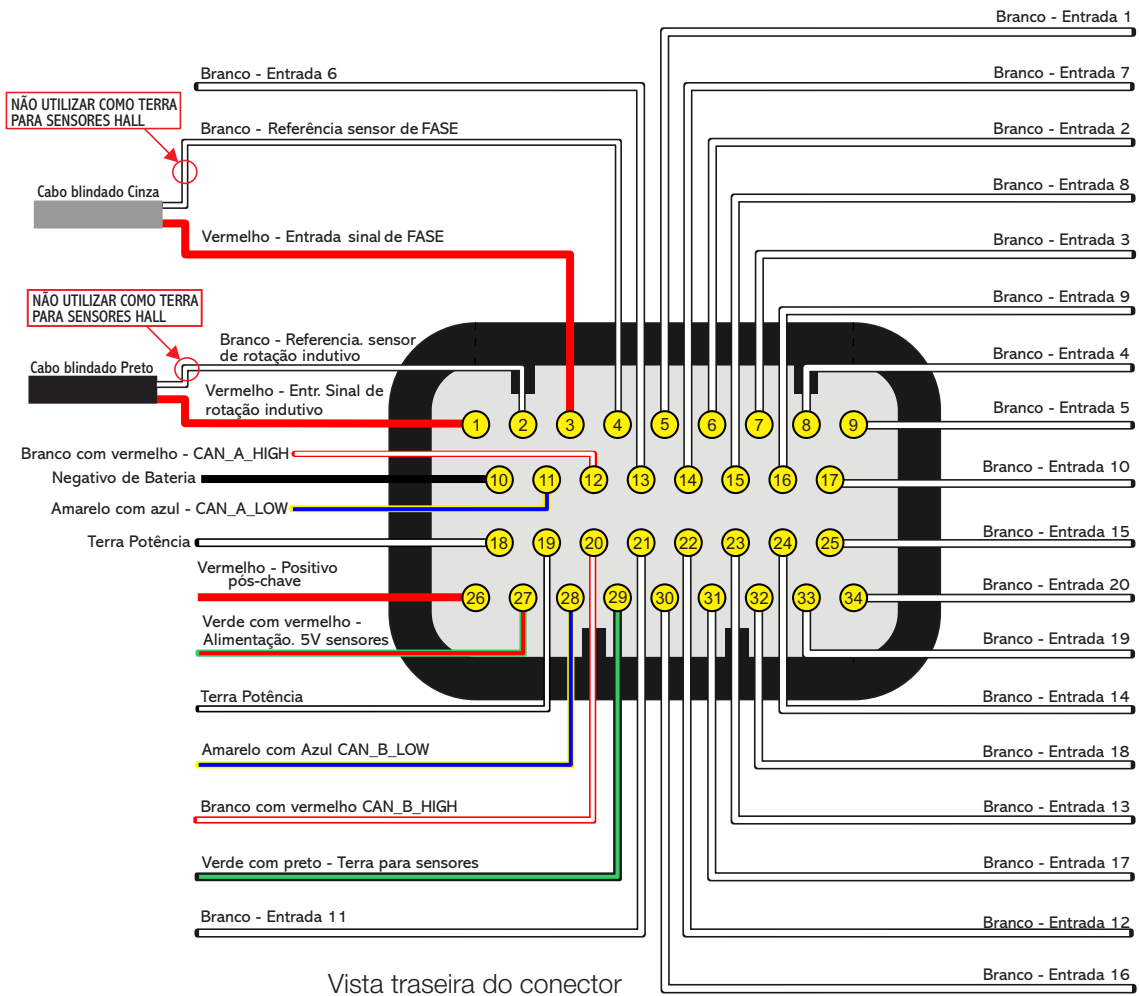 Branco - Entrada 1
Branco - Entrada 6
Branco - Entrada 7
NÃO UTILIZAR COMO TERRA
PARA SENSORES HALL
Branco - Referência sensor de FASE
Branco - Entrada 2
Cabo blindado Cinza
Branco - Entrada 8
Vermelho - Entrada sinal de FASE
Branco - Entrada 3
NÃO UTILIZAR COMO TERRA
PARA SENSORES HALL
Branco - Entrada 9
Branco - Referencia. sensor
de rotação indutivo
Branco - Entrada 4
Cabo blindado Preto
Vermelho - Entr. Sinal de
rotação indutivo
Branco - Entrada 5
1 2 3 4 5 6 7 8 9
Branco com vermelho - CAN_A_HIGH
Branco - Entrada 10
Negativo de Bateria
10 11 12 13 14 15 16 17
Amarelo com azul - CAN_A_LOW
Branco - Entrada 15
Terra Potência
18 19 20 21 22 23 24 25
Vermelho - Positivo
pós-chave
Branco - Entrada 20
26 27 28 29 30 31 32 33 34
Verde com vermelho -
Alimentação. 5V sensores
Branco - Entrada 19
Terra Potência
Branco - Entrada 14
Amarelo com Azul CAN_B_LOW
Branco - Entrada 18
Branco com vermelho CAN_B_HIGH
Branco - Entrada 13
Verde com preto - Terra para sensores
Branco - Entrada 17
Branco - Entrada 11
Branco - Entrada 12
Vista traseira do conector
Branco - Entrada 16